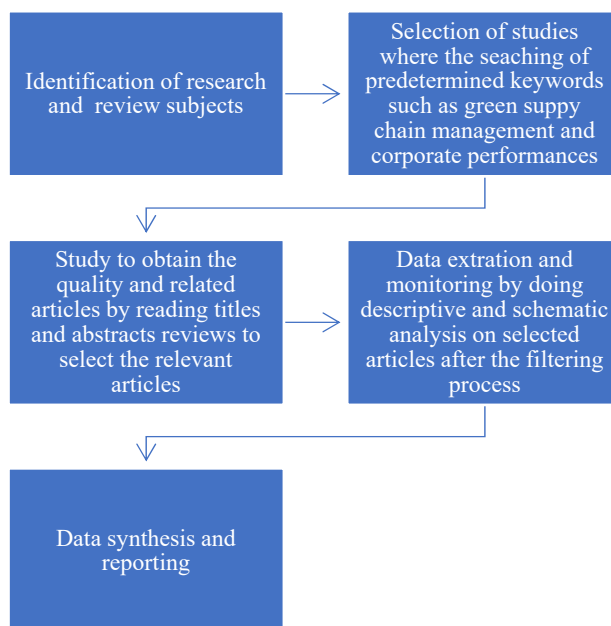 Identification of research
and review subjects
Selection of studies
where the seaching of
predetermined keywords
such as green suppy
chain management and
corporate performances
Study to obtain the
quality and related
articles by reading titles
and abstracts reviews to
select the relevant
articles
Data extration and
monitoring by doing
descriptive and schematic
analysis on selected
articles after the filtering
process
Data synthesis and
reporting